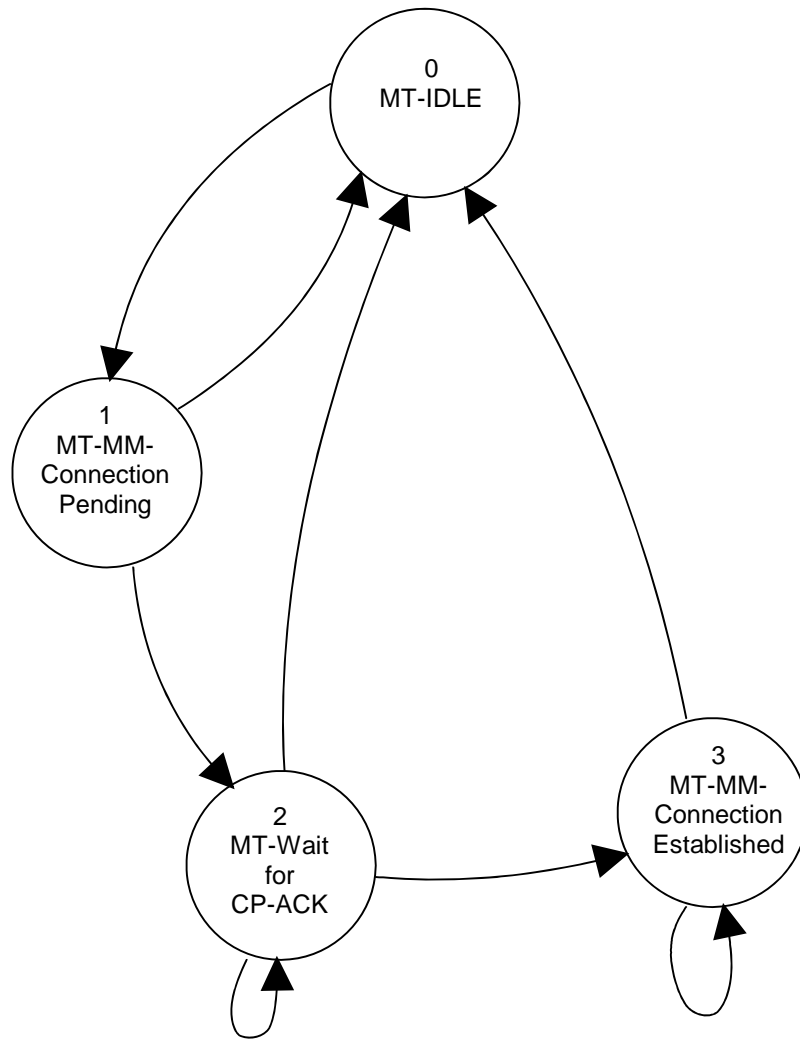 0
MT-IDLE
1
MT-MM-
Connection
Pending
2
MT-Wait
for
CP-ACK
3
MT-MM-
Connection
Established